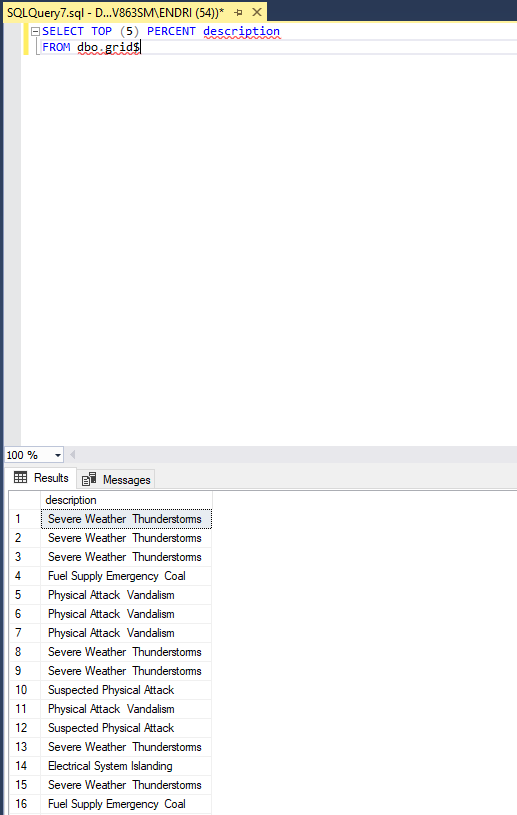 SQLQuery7.sql - D...V863SM\ENDRI (54))*
SELECT TOP (5) PERCENT description
FROM dbo.grid$
100 %
Results Messages
description
1 Severe Weather  Thunderstorms
2 Severe Weather  Thunderstorms
3 Severe Weather  Thunderstorms
4 Fuel Supply Emergency  Coal
5 Physical Attack  Vandalism
6 Physical Attack  Vandalism
7 Physical Attack  Vandalism
8 Severe Weather  Thunderstorms
9 Severe Weather  Thunderstorms
10 Suspected Physical Attack
11 Physical Attack  Vandalism
12 Suspected Physical Attack
13 Severe Weather  Thunderstorms
14 Electrical System Islanding
15 Severe Weather  Thunderstorms
16 Fuel Supply Emergency  Coal